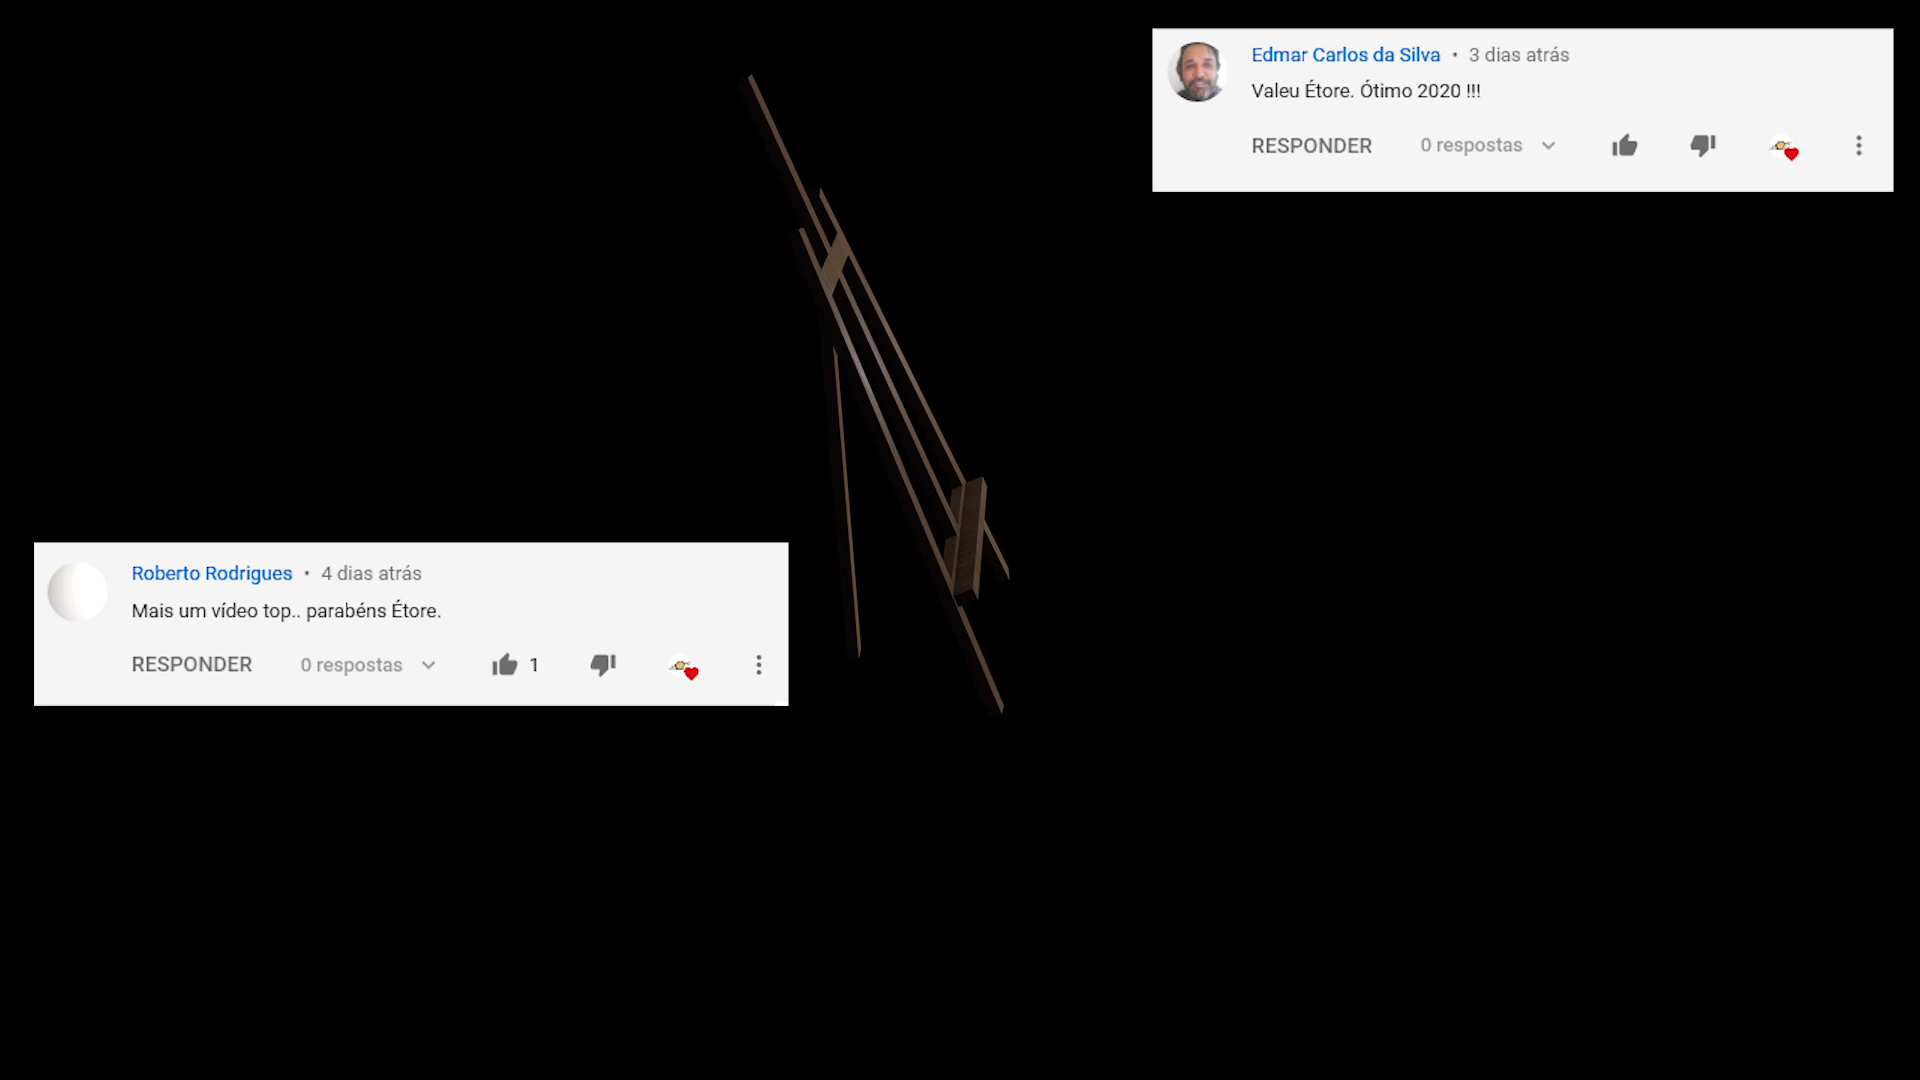 Edmar Carlos da Silva • 3 dias atrás
Valeu Étore. Ótimo 2020 !!!
RESPONDER 0 respostas
Roberto Rodrigues • 4 dias atrás
Mais um vídeo top.. parabéns Étore.
RESPONDER 0 respostas 1